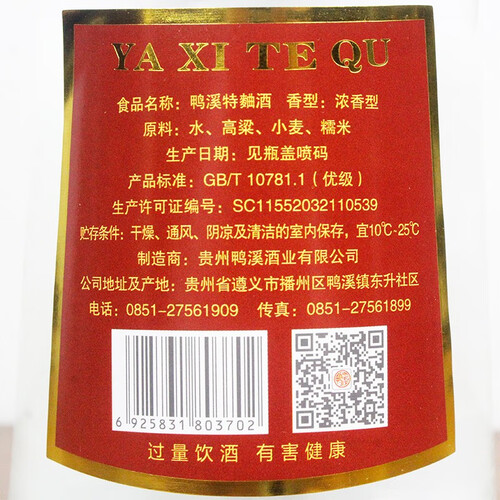 YA XI TE QU
食品名称：鸭溪特麯酒 香型：浓香型
原料：水、高粱、小麦、糯米
生产日期：见瓶盖喷码
产品标准：GB/T 10781.1（优级）
生产许可证编号：SC11552032110539
贮存条件：干燥、通风、阴凉及清洁的室内保存，宜10℃~25℃
制造商：贵州鸭溪酒业有限公司
公司地址及产地：贵州省遵义市播州区鸭溪镇东升社区
电话：0851-27561909 传真：0851-27561899
6 925831 803702
过量饮酒 有害健康